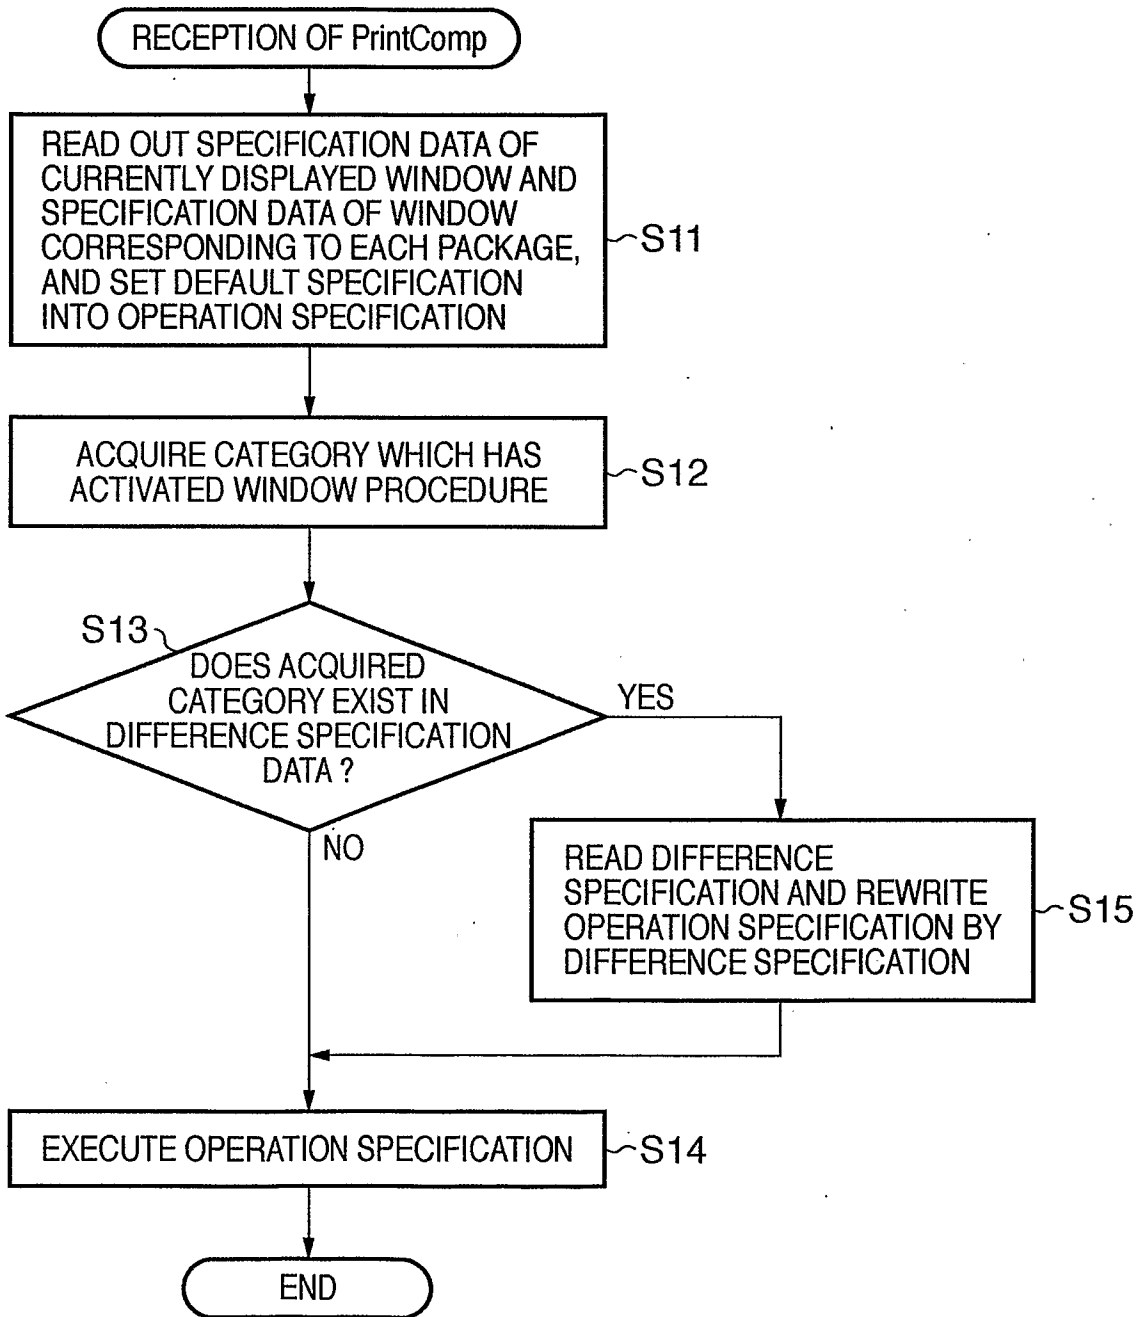 RECEPTION OF PrintComp
READ OUT SPECIFICATION DATA OF
CURRENTLY DISPLAYED WINDOW AND
SPECIFICATION DATA OF WINDOW
CORRESPONDING TO EACH PACKAGE,
AND SET DEFAULT SPECIFICATION
INTO OPERATION SPECIFICATION
S11
ACQUIRE CATEGORY WHICH HAS
ACTIVATED WINDOW PROCEDURE
S12
S13
DOES ACQUIRED
CATEGORY EXIST IN
DIFFERENCE SPECIFICATION
DATA ?
YES
NO
READ DIFFERENCE
SPECIFICATION AND REWRITE
OPERATION SPECIFICATION BY
DIFFERENCE SPECIFICATION
S15
EXECUTE OPERATION SPECIFICATION
S14
END